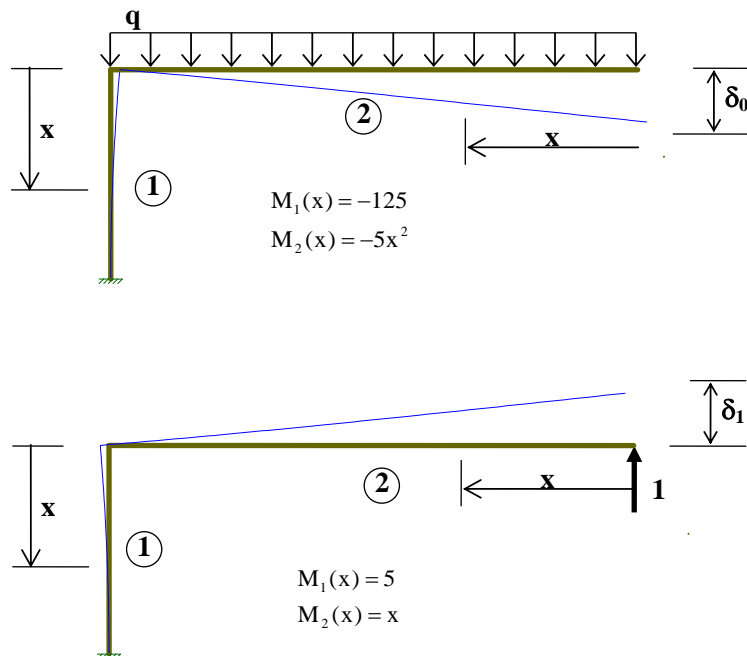 q
δ₀
x
②
x
①
M₁(x) = −125
M₂(x) = −5x²
δ₁
②
x
1
x
①
M₁(x) = 5
M₂(x) = x